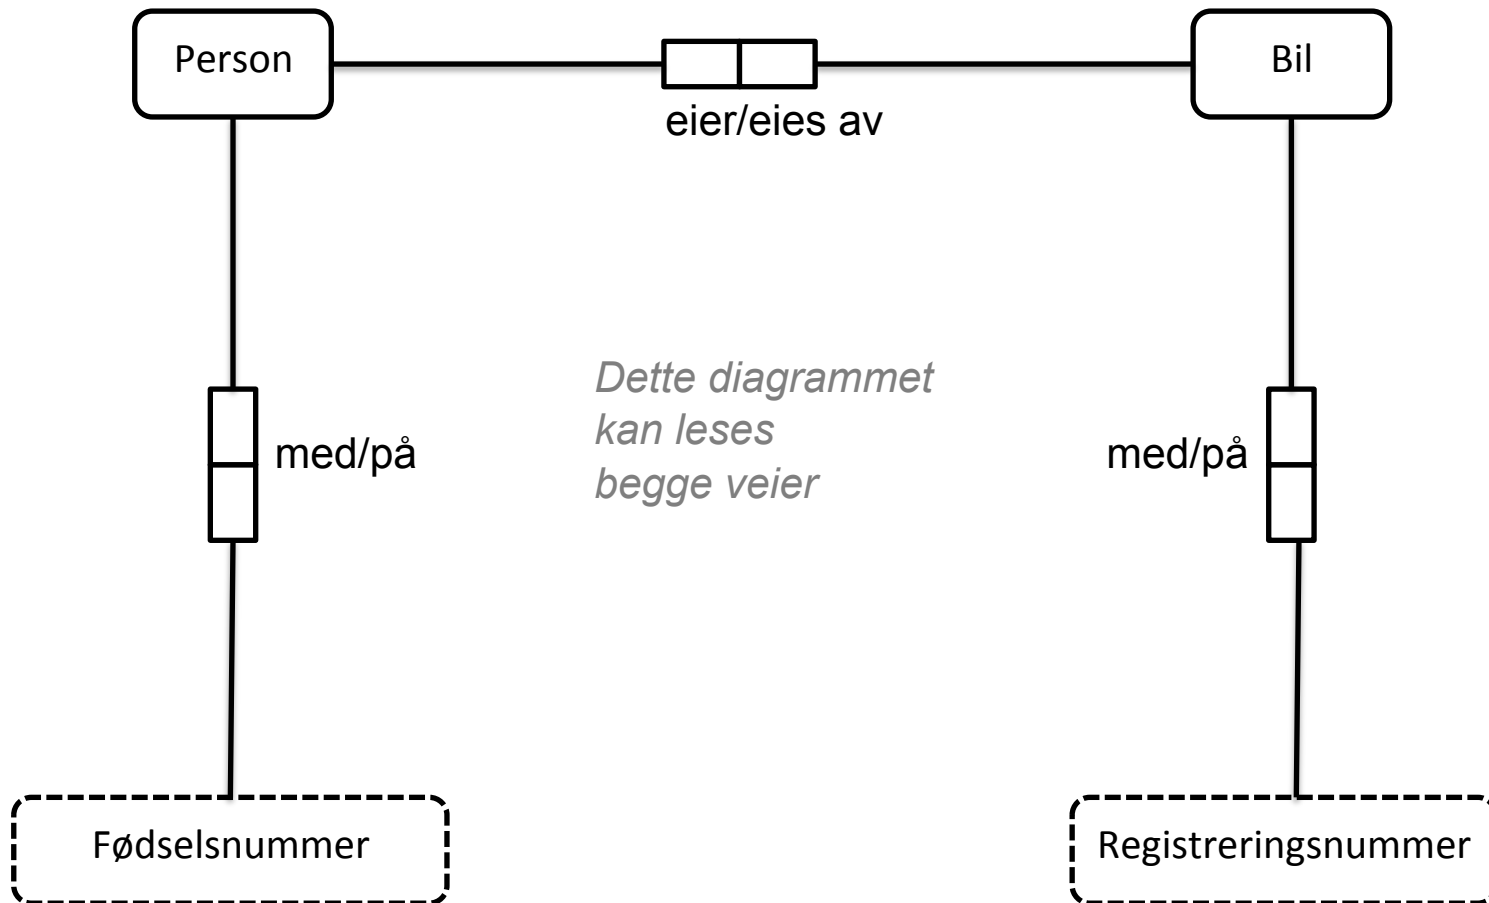 Person
Bil
eier/eies av
Dette diagrammet
kan leses
begge veier
med/på
med/på
Fødselsnummer
Registreringsnummer